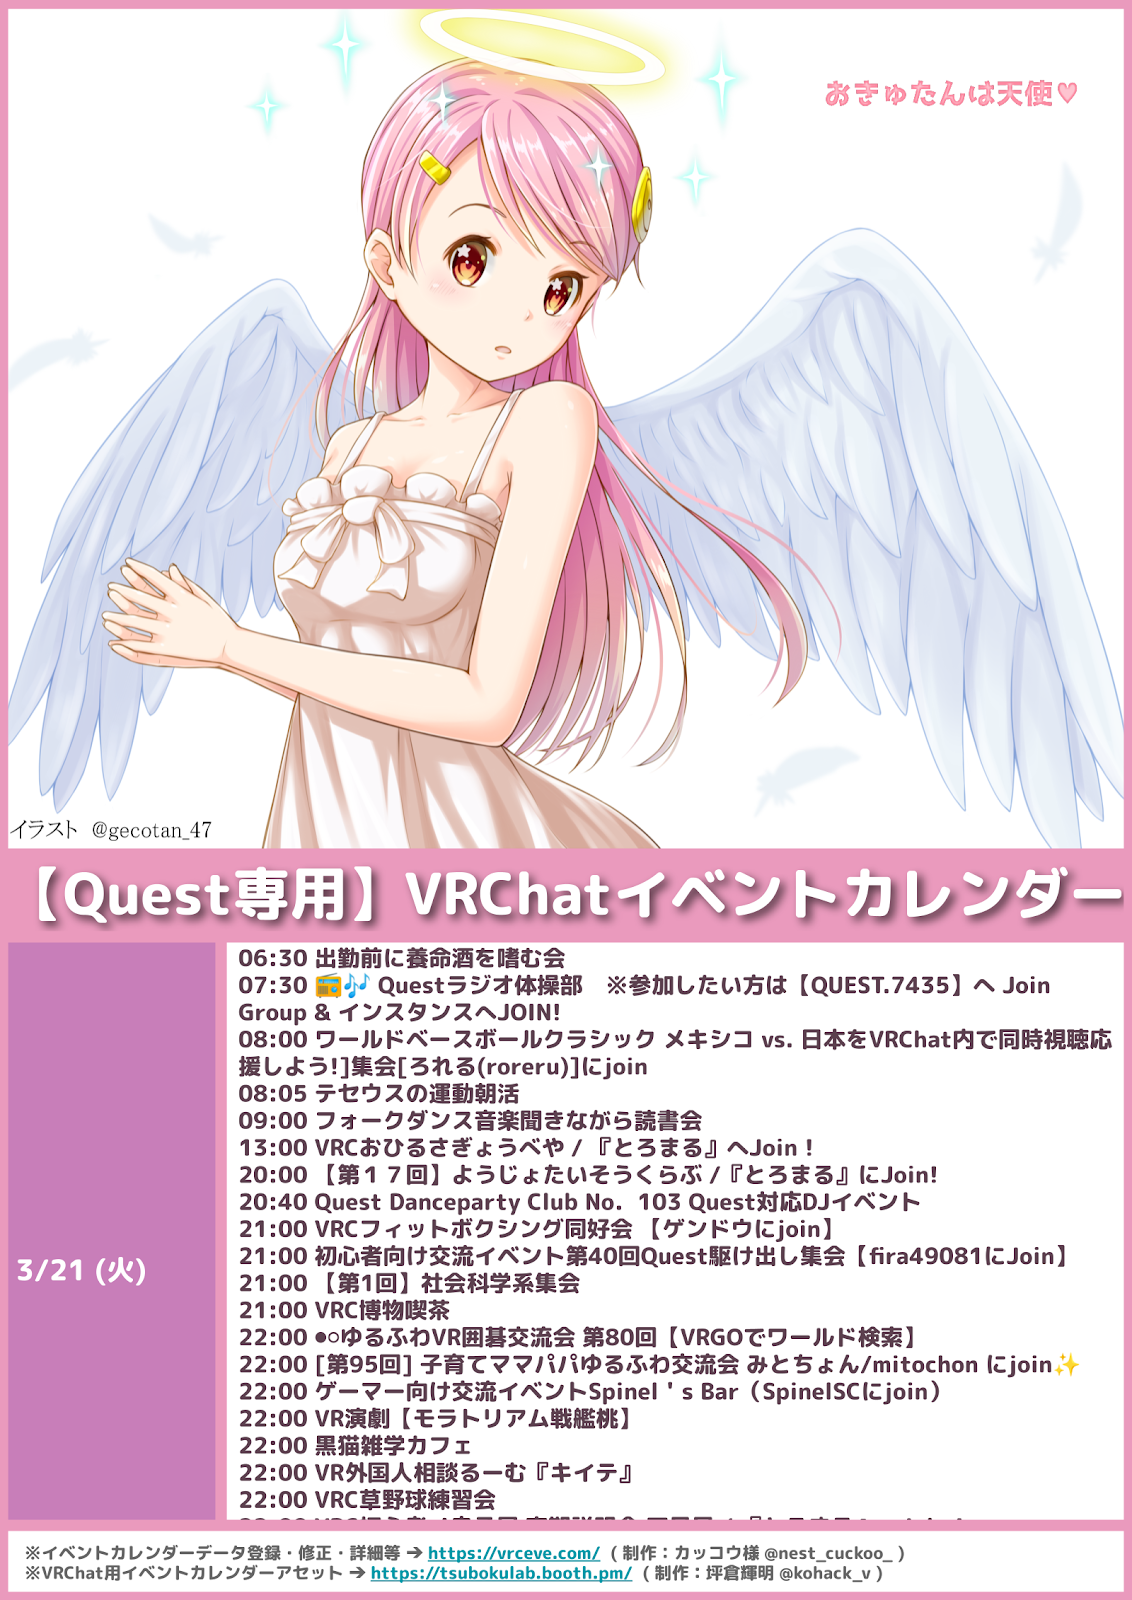 おきゅたんは天使♥
イラスト @gecotan_47
【Quest専用】VRChatイベントカレンダー
3/21 (火)
06:30 出勤前に養命酒を嗜む会
07:30 📻🎶 Questラジオ体操部　※参加したい方は【QUEST.7435】へ Join
Group & インスタンスへJOIN!
08:00 ワールドベースボールクラシック メキシコ vs. 日本をVRChat内で同時視聴応
援しよう!]集会[ろれる(roreru)]にjoin
08:05 テセウスの運動朝活
09:00 フォークダンス音楽聞きながら読書会
13:00 VRCおひるさぎょうべや / 『とろまる』へJoin！
20:00 【第１７回】ようじょたいそうくらぶ /『とろまる』にJoin!
20:40 Quest Danceparty Club No．103 Quest対応DJイベント
21:00 VRCフィットボクシング同好会 【ゲンドウにjoin】
21:00 初心者向け交流イベント第40回Quest駆け出し集会【fira49081にJoin】
21:00 【第1回】社会科学系集会
21:00 VRC博物喫茶
22:00 ●○ゆるふわVR囲碁交流会 第80回【VRGOでワールド検索】
22:00 [第95回] 子育てママパパゆるふわ交流会 みとちょん/mitochon にjoin✨
22:00 ゲーマー向け交流イベントSpinel ' s Bar（SpinelSCにjoin）
22:00 VR演劇【モラトリアム戦艦桃】
22:00 黒猫雑学カフェ
22:00 VR外国人相談るーむ『キイテ』
22:00 VRC草野球練習会
※イベントカレンダーデータ登録・修正・詳細等 ➔ https://vrceve.com/ （ 制作：カッコウ様 @nest_cuckoo_ ）
※VRChat用イベントカレンダーアセット ➔ https://tsubokulab.booth.pm/ （ 制作：坪倉輝明 @kohack_v ）